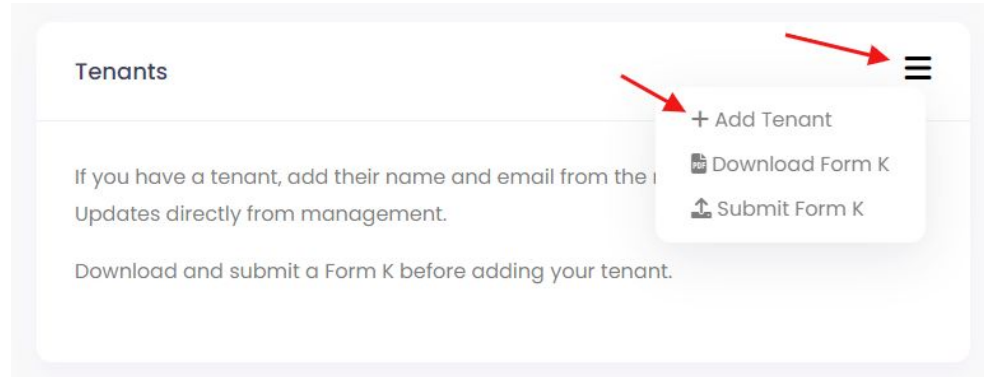 Tenants
+ Add Tenant
PDF Download Form K
Submit Form K
If you have a tenant, add their name and email from the
Updates directly from management.
Download and submit a Form K before adding your tenant.